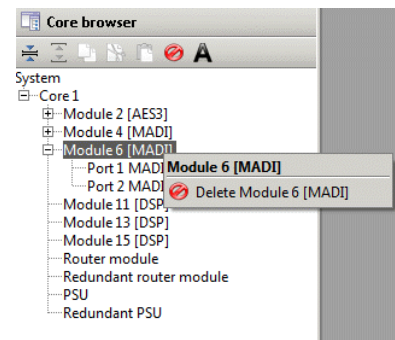 Core browser
A
System
Core 1
Module 2 [AES3]
Module 4 [MADI]
Module 6 [MADI]
Port 1 MADI
Module 6 [MADI]
Port 2 MADI
Delete Module 6 [MADI]
Module 11 [DSP]
Module 13 [DSP]
Module 15 [DSP]
Router module
Redundant router module
PSU
Redundant PSU